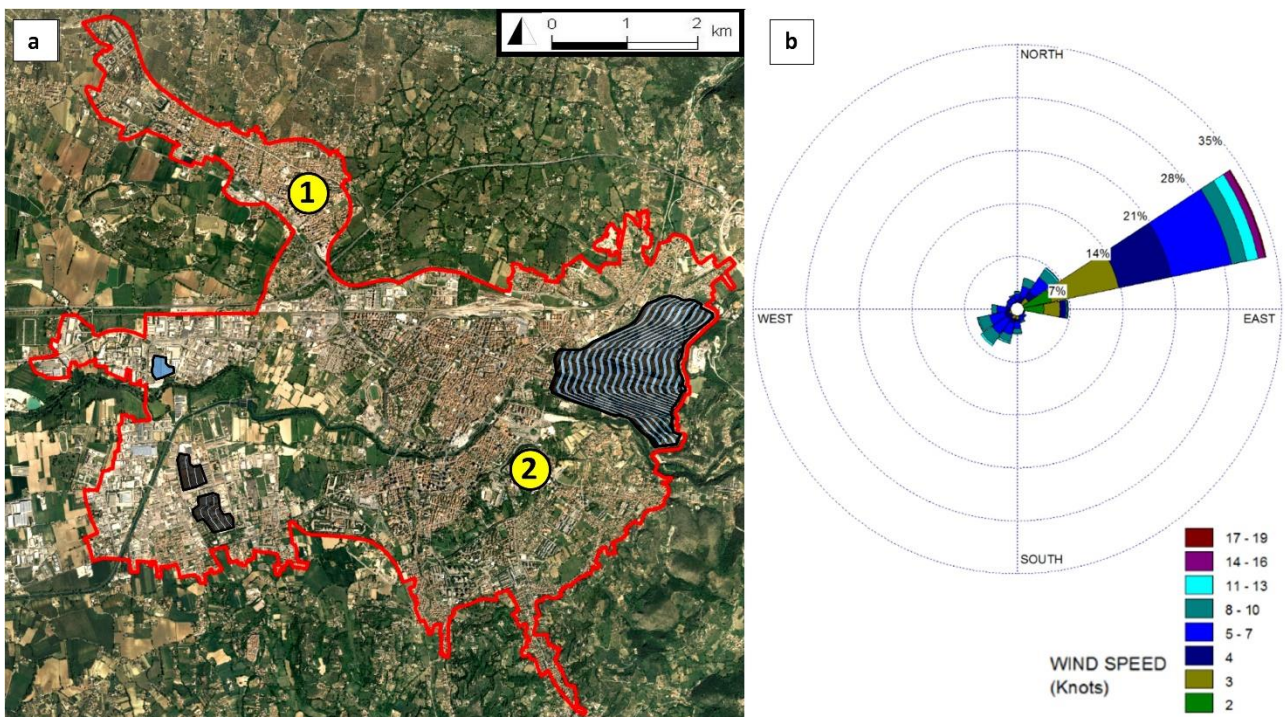 a
0 1 2
km
1
2
b
NORTH
35%
28%
21%
14%
7%
WEST
EAST
SOUTH
17 - 19
14 - 16
11 - 13
8 - 10
5 - 7
4
3
2
WIND SPEED
(Knots)